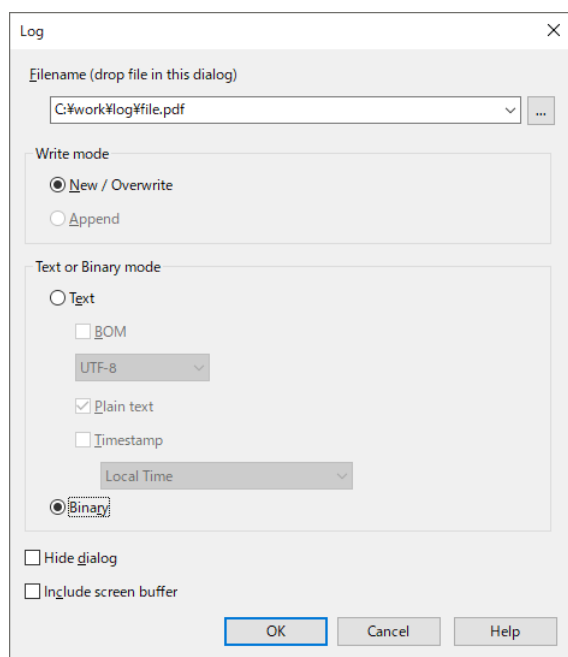 Log
Filename (drop file in this dialog)
C:¥work¥log¥file.pdf
...
Write mode
New / Overwrite
Append
Text or Binary mode
Text
BOM
UTF-8
Plain text
Timestamp
Local Time
Binary
Hide dialog
Include screen buffer
OK Cancel Help